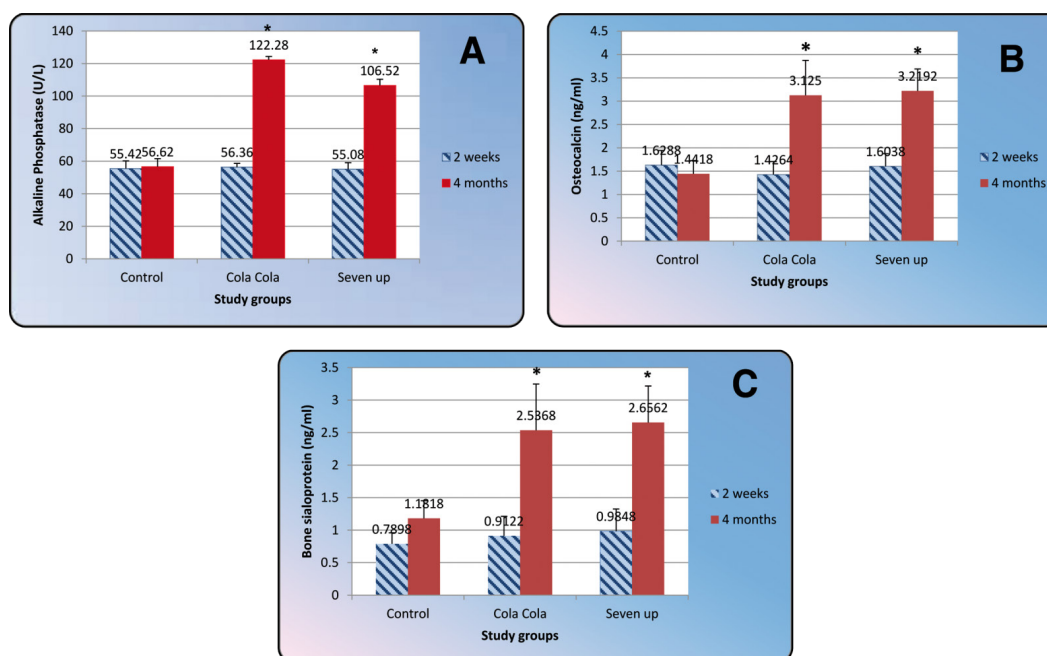 A
Alkaline Phosphatase (U/L)
140
120
100
80
60
40
20
0
*
122.28
*
106.52
55.42
56.62
56.36
55.08
Control
Cola Cola
Seven up
Study groups
2 weeks
4 months
B
Osteocalcin (ng/ml)
4.5
4
3.5
3
2.5
2
1.5
1
0.5
0
*
3.125
*
3.2192
1.6288
1.4418
1.4264
1.6038
Control
Cola Cola
Seven up
Study groups
2 weeks
4 months
C
Bone sialoprotein (ng/ml)
3.5
3
2.5
2
1.5
1
0.5
0
*
2.5368
*
2.6562
0.7898
1.1818
0.9122
0.9848
Control
Cola Cola
Seven up
Study groups
2 weeks
4 months